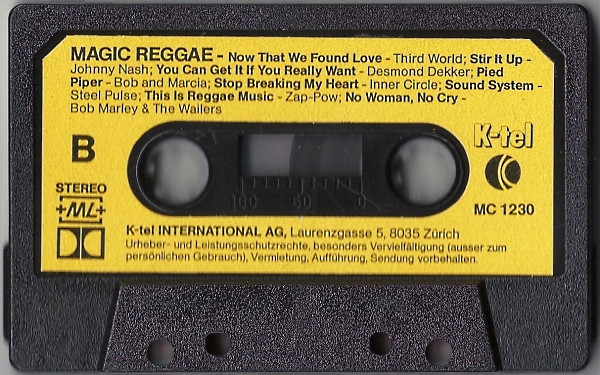 MAGIC REGGAE - Now That We Found Love - Third World; Stir It Up -
Johnny Nash; You Can Get It If You Really Want - Desmond Dekker; Pied
Piper - Bob and Marcia; Stop Breaking My Heart - Inner Circle; Sound System -
Steel Pulse; This is Reggae Music - Zap-Pow; No Woman, No Cry -
Bob Marley & The Wailers
B
K-tel
STEREO
+ML+
100 50 0
MC 1230
K-tel INTERNATIONAL AG, Laurenzgasse 5, 8035 Zürich
Urheber- und Leistungsschutzrechte, besonders Vervielfältigung (ausser zum
persönlichen Gebrauch), Vermietung, Aufführung, Sendung vorbehalten.